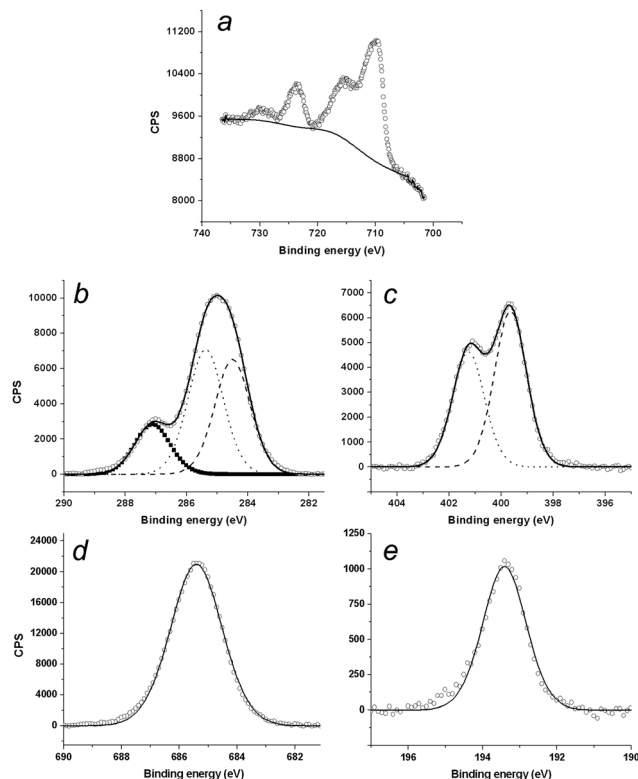 a
11200
10400
9600
8800
8000
CPS
740 730 720 710 700
Binding energy (eV)
b
10000
8000
6000
4000
2000
0
CPS
290 288 286 284 282
Binding energy (eV)
c
7000
6000
5000
4000
3000
2000
1000
0
404 402 400 398 396
Binding energy (eV)
d
24000
20000
16000
12000
8000
4000
0
CPS
690 688 686 684 682
Binding energy (eV)
e
1250
1000
750
500
250
0
196 194 192 190
Binding energy (eV)